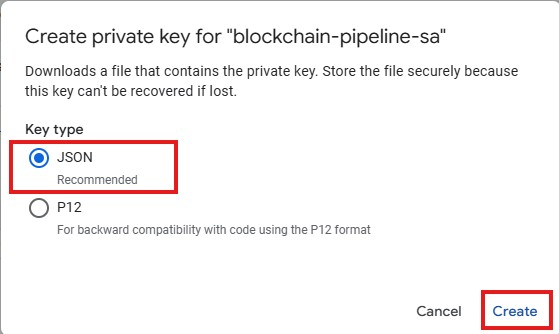 Create private key for "blockchain-pipeline-sa"
Downloads a file that contains the private key. Store the file securely because
this key can't be recovered if lost.
Key type
JSON
Recommended
P12
For backward compatibility with code using the P12 format
Cancel
Create